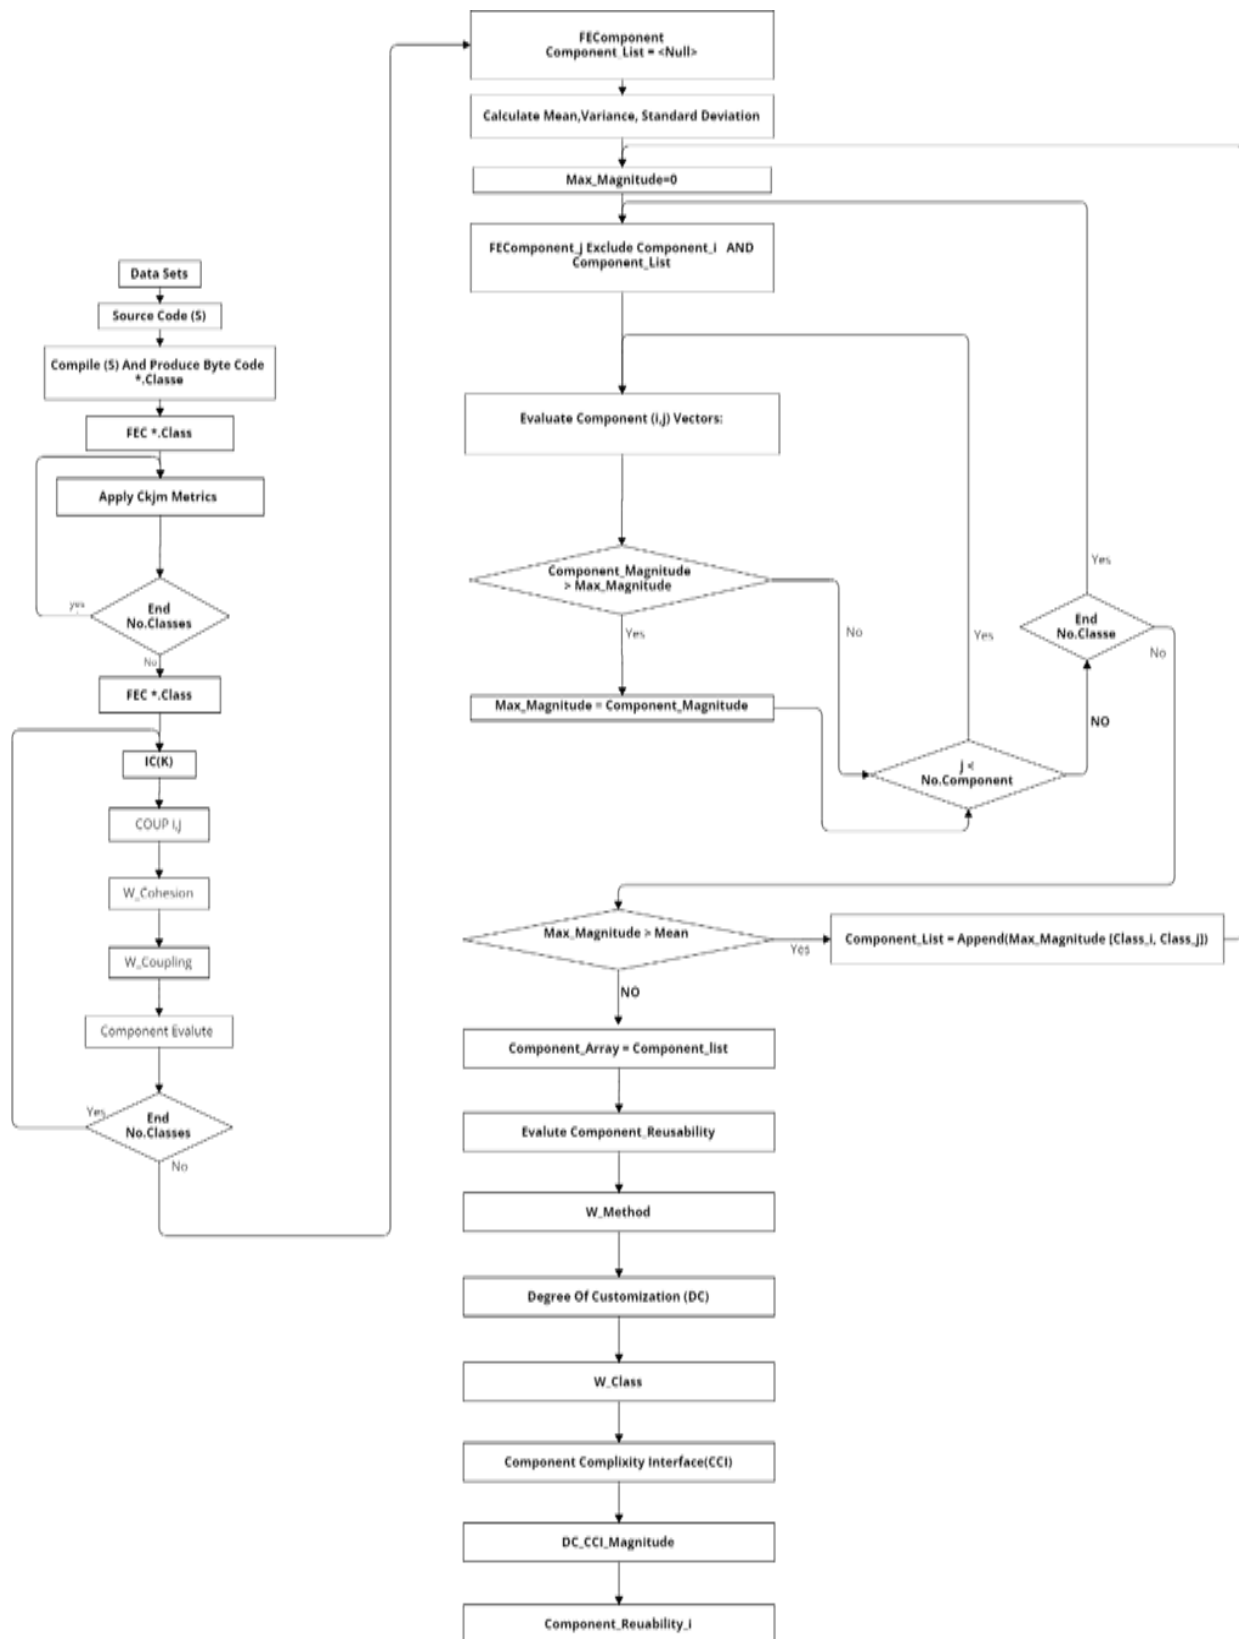 Data Sets
Source Code (S)
Compile (S) And Produce Byte Code
*.Classe
FEC *.Class
Apply Ckjm Metrics
End
No.Classes
yes
No
FEC *.Class
IC(K)
COUP i,j
W_Cohesion
W_Coupling
Component Evalute
End
No.Classes
Yes
No
FEComponent
Component_List = <Null>
Calculate Mean,Variance, Standard Deviation
Max_Magnitude=0
FEComponent_j Exclude Component_i AND
Component_List
Evaluate Component (i,j) Vectors:
Component_Magnitude
> Max_Magnitude
No
Yes
Max_Magnitude = Component_Magnitude
j <
No.Component
Yes
NO
End
No.Classe
Yes
No
Max_Magnitude > Mean
Yes
Component_List = Append(Max_Magnitude [Class_i, Class_j])
NO
Component_Array = Component_list
Evalute Component_Reusability
W_Method
Degree Of Customization (DC)
W_Class
Component Complixity Interface(CCI)
DC_CCI_Magnitude
Component_Reuability_i